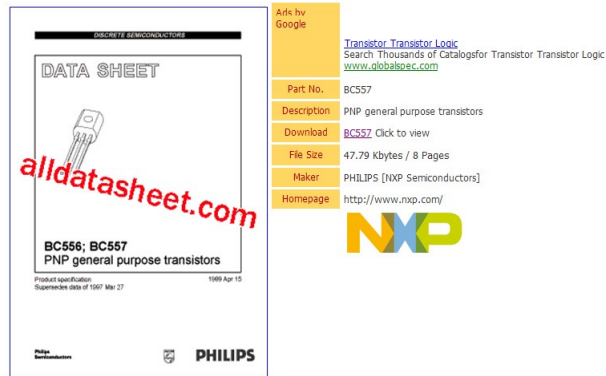 DISCRETE SEMICONDUCTORS
DATA SHEET
alldatasheet.com
BC556; BC557
PNP general purpose transistors
Product specification
Supersedes data of 1997 Mar 27
1999 Apr 15
Philips
Semiconductors
PHILIPS
Ads by
Google
Transistor Transistor Logic
Search Thousands of Catalogsfor Transistor Transistor Logic
www.globalspec.com
Part No. BC557
Description PNP general purpose transistors
Download BC557 Click to view
File Size 47.79 Kbytes / 8 Pages
Maker PHILIPS [NXP Semiconductors]
Homepage http://www.nxp.com/
NXP